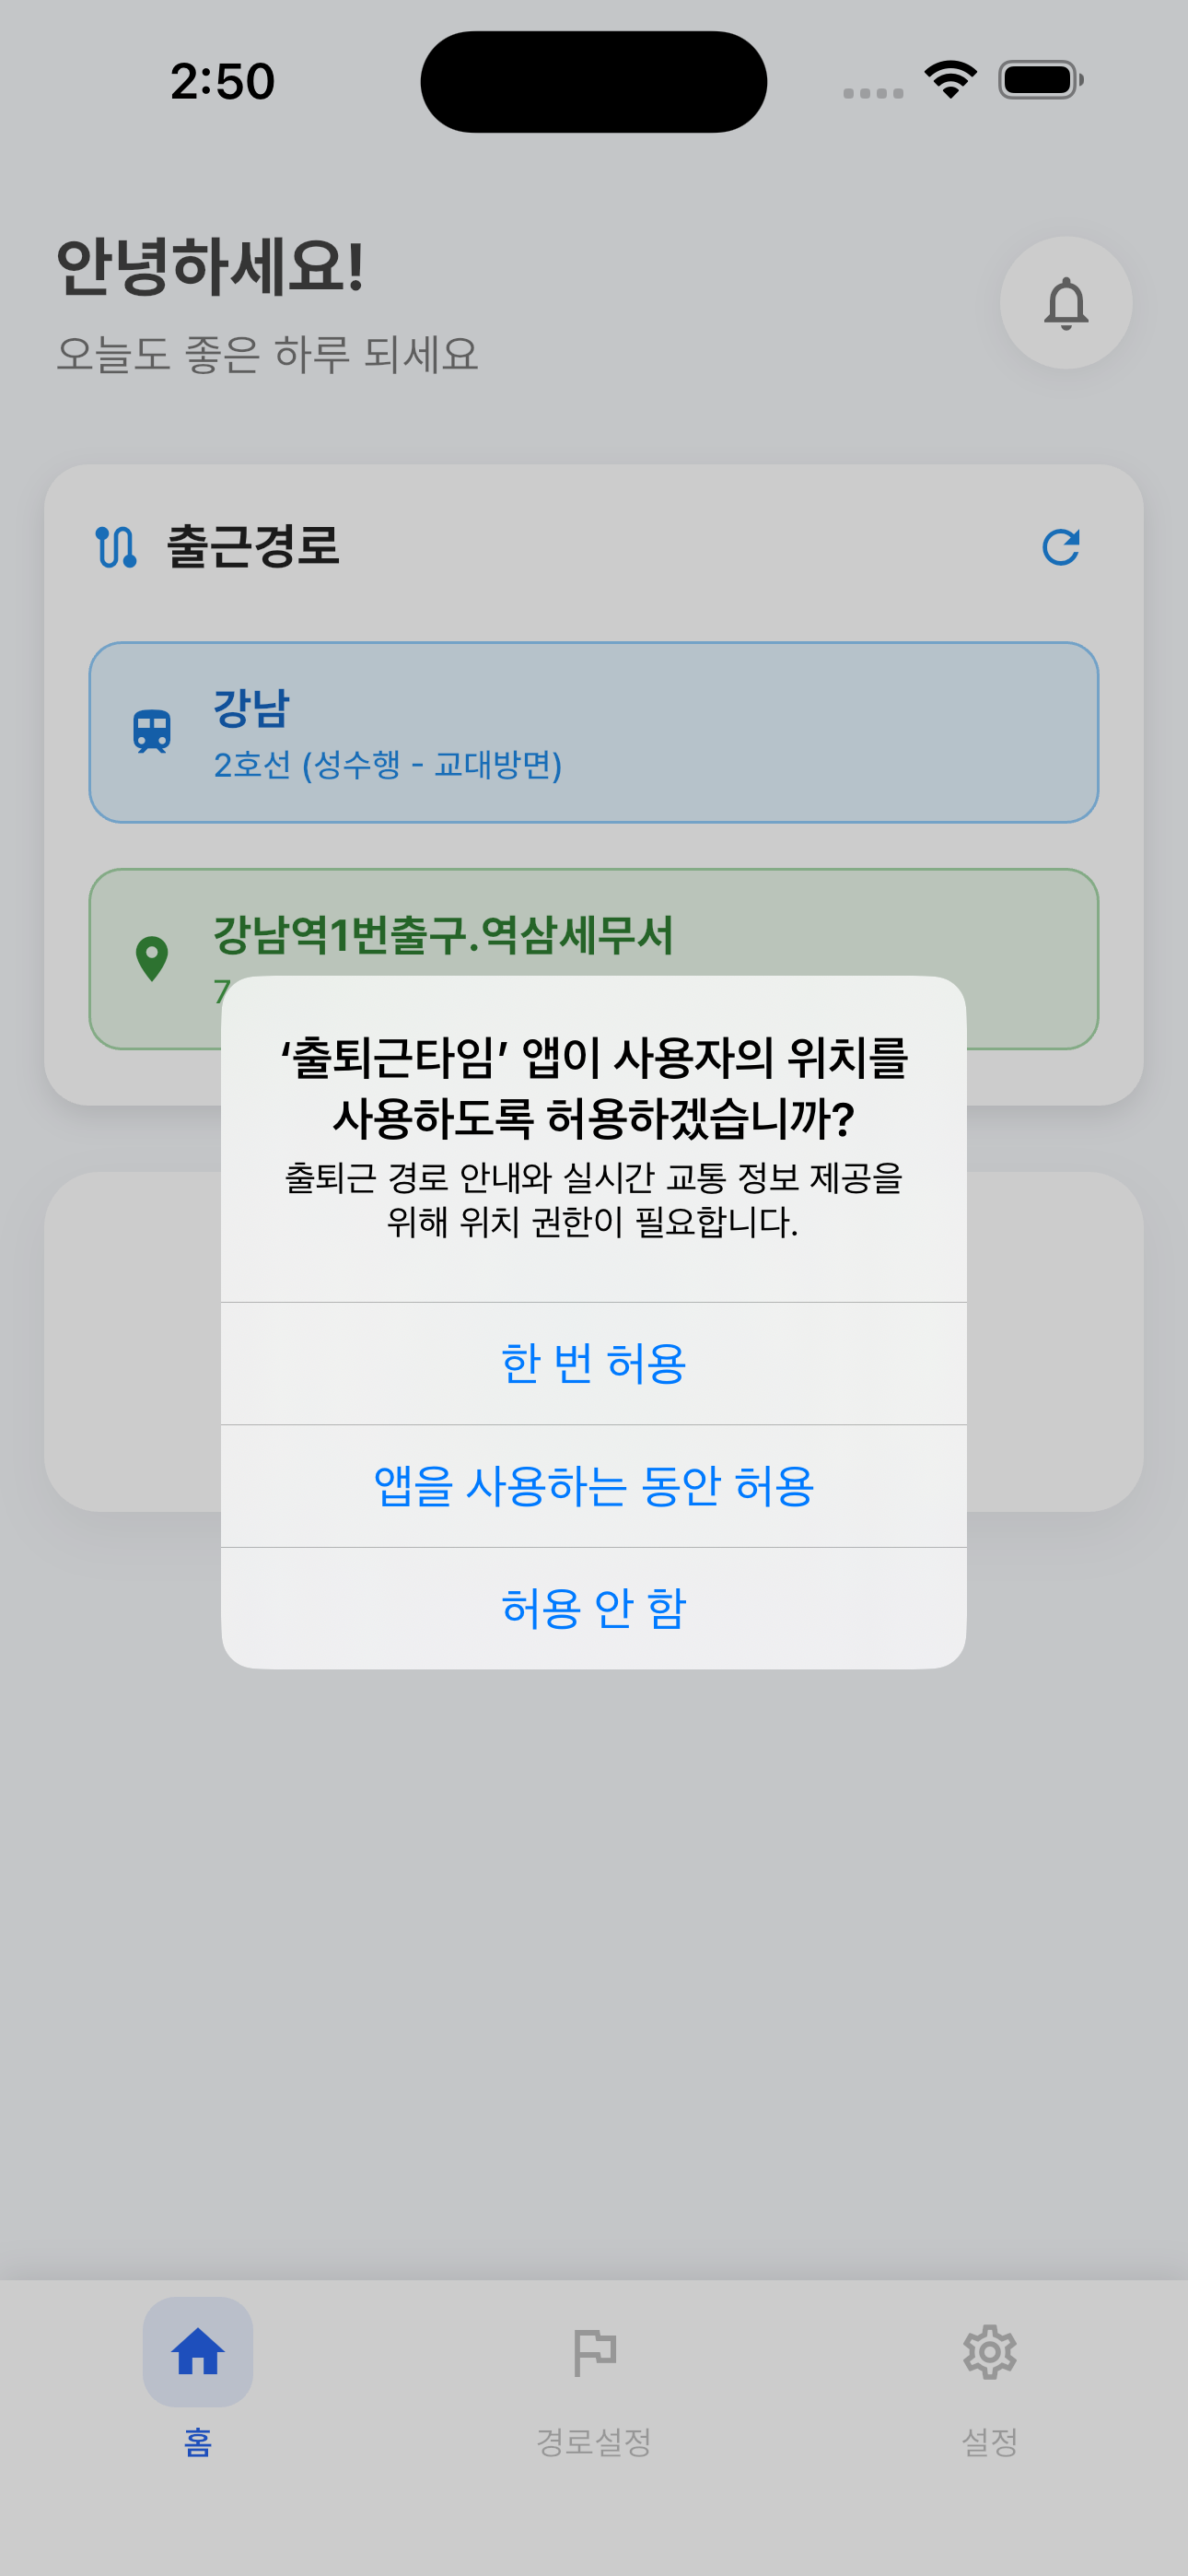 2:50
안녕하세요!
오늘도 좋은 하루 되세요
출근경로
강남
2호선 (성수행 - 교대방면)
강남역1번출구.역삼세무서
7
‘출퇴근타임’ 앱이 사용자의 위치를
사용하도록 허용하겠습니까?
출퇴근 경로 안내와 실시간 교통 정보 제공을
위해 위치 권한이 필요합니다.
한 번 허용
앱을 사용하는 동안 허용
허용 안 함
홈
경로설정
설정